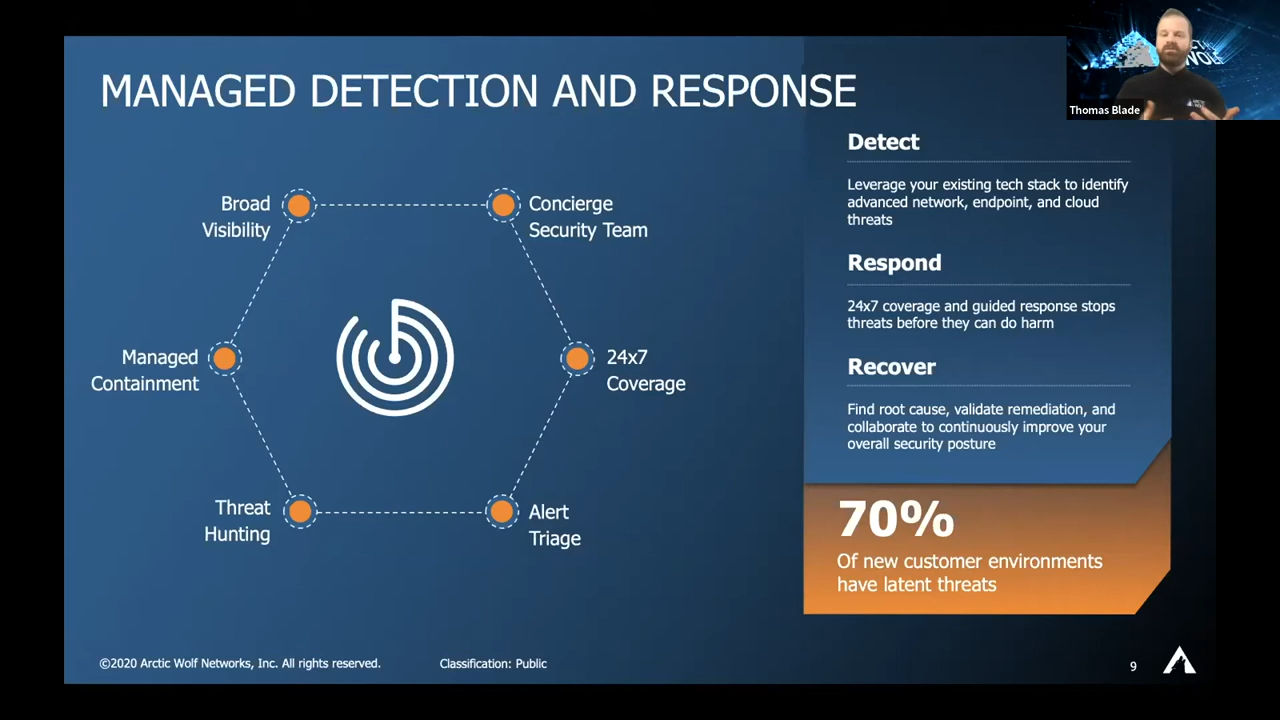 MANAGED DETECTION AND RESPONSE
Thomas Blade
Broad
Visibility
Concierge
Security Team
Managed
Containment
24x7
Coverage
Threat
Hunting
Alert
Triage
Detect
Leverage your existing tech stack to identify
advanced network, endpoint, and cloud
threats
Respond
24x7 coverage and guided response stops
threats before they can do harm
Recover
Find root cause, validate remediation, and
collaborate to continuously improve your
overall security posture
70%
Of new customer environments
have latent threats
©2020 Arctic Wolf Networks, Inc. All rights reserved.
Classification: Public
9